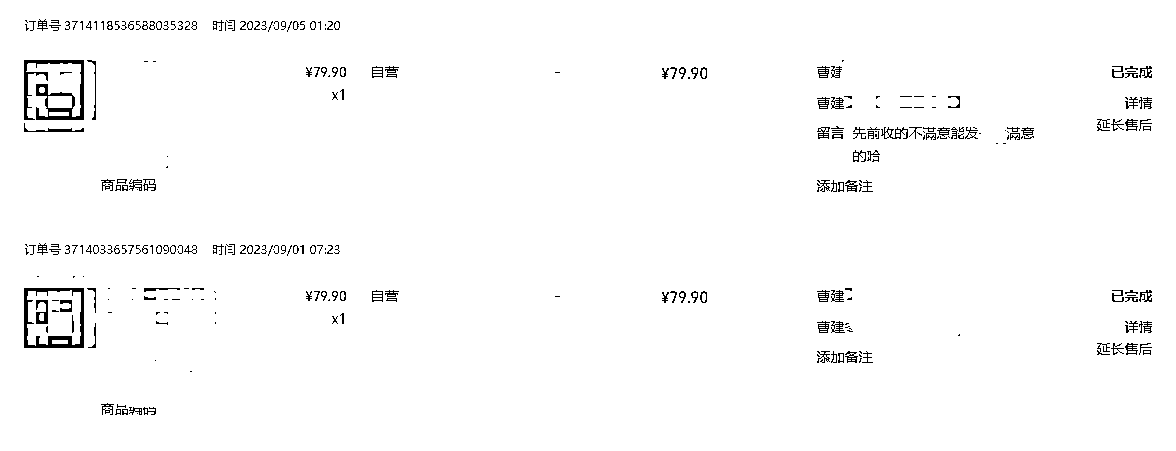 订单号 3714118536588035328 时间 2023/09/05 01:20
¥79.90 自营 - ¥79.90 曹建 已完成
x1 曹建 详情
留言 先前收的不满意能发 满意 延长售后
的哈
商品编码 添加备注
订单号 3714033657561090048 时间 2023/09/01 07:23
¥79.90 自营 - ¥79.90 曹建 已完成
x1 曹建 详情
添加备注 延长售后
商品编码